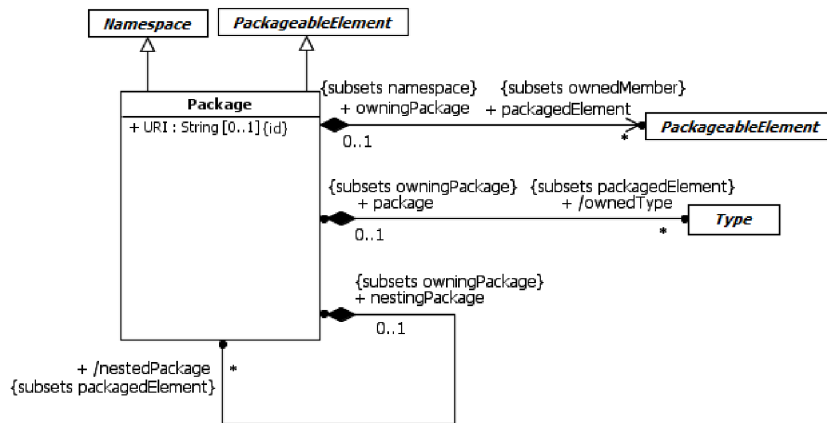 Namespace
PackageableElement
Package
+ URI : String [0..1]{id}
{subsets namespace}
+ owningPackage
0..1
{subsets ownedMember}
+ packagedElement
*
PackageableElement
{subsets owningPackage}
+ package
0..1
{subsets packagedElement}
+ /ownedType
*
Type
{subsets owningPackage}
+ nestingPackage
0..1
+ /nestedPackage
*
{subsets packagedElement}